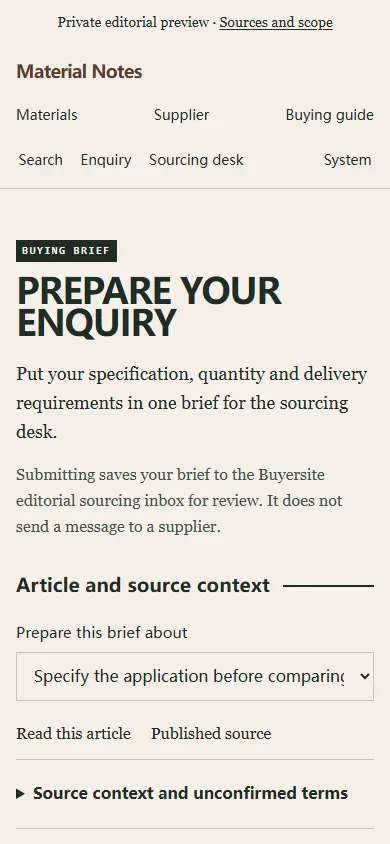 Private editorial preview · Sources and scope
Material Notes
Materials Supplier Buying guide
Search Enquiry Sourcing desk System
BUYING BRIEF
PREPARE YOUR
ENQUIRY
Put your specification, quantity and delivery
requirements in one brief for the sourcing
desk.
Submitting saves your brief to the Buyersite
editorial sourcing inbox for review. It does not
send a message to a supplier.
Article and source context
Prepare this brief about
Specify the application before comparing
Read this article Published source
Source context and unconfirmed terms